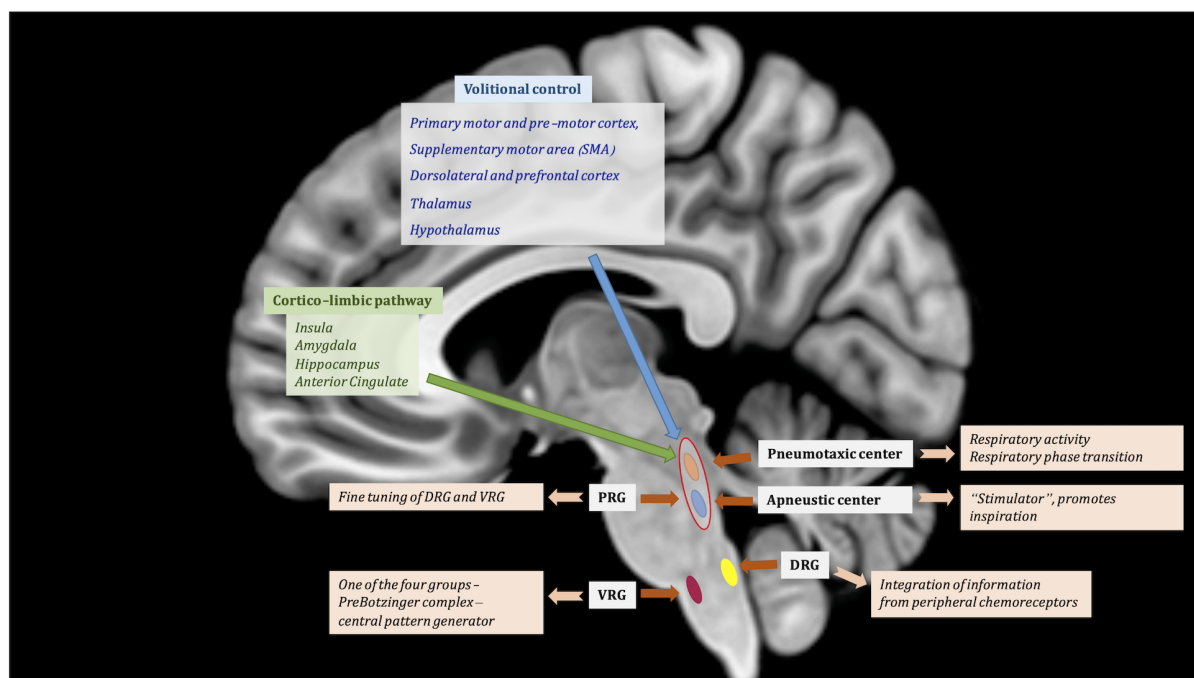 Volitional control
Primary motor and pre–motor cortex,
Supplementary motor area (SMA)
Dorsolateral and prefrontal cortex
Thalamus
Hypothalamus
Cortico–limbic pathway
Insula
Amygdala
Hippocampus
Anterior Cingulate
Pneumotaxic center
Respiratory activity
Respiratory phase transition
Fine tuning of DRG and VRG
PRG
Apneustic center
“Stimulator”, promotes
inspiration
DRG
Integration of information
from peripheral chemoreceptors
One of the four groups –
PreBotzinger complex –
central pattern generator
VRG